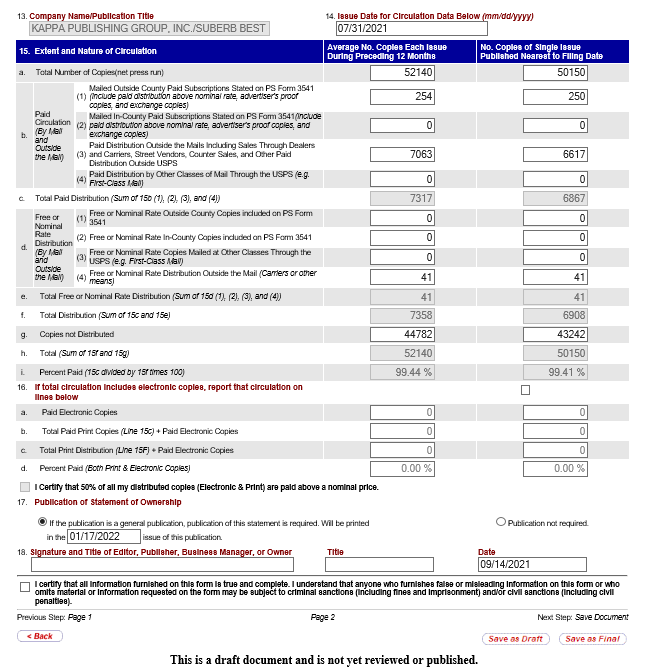 13. Company Name/Publication Title
14. Issue Date for Circulation Data Below (mm/dd/yyyy)
KAPPA PUBLISHING GROUP, INC./SUBERB BEST
07/31/2021
15. Extent and Nature of Circulation
Average No. Copies Each Issue During Preceding 12 Months
No. Copies of Single Issue Published Nearest to Filing Date
a. Total Number of Copies(net press run) 52140 50150
b. Paid Circulation (By Mail and Outside the Mail)
(1) Mailed Outside County Paid Subscriptions Stated on PS Form 3541
(Include paid distribution above nominal rate, advertiser's proof
copies, and exchange copies) 254 250
(2) Mailed In-County Paid Subscriptions Stated on PS Form 3541(Include
paid distribution above nominal rate, advertiser's proof copies, and
exchange copies) 0 0
(3) Paid Distribution Outside the Mails Including Sales Through Dealers
and Carriers, Street Vendors, Counter Sales, and Other Paid
Distribution Outside USPS 7063 6617
(4) Paid Distribution by Other Classes of Mail Through the USPS (e.g.
First-Class Mail) 0 0
c. Total Paid Distribution (Sum of 15b (1), (2), (3), and (4)) 7317 6867
d. Free or Nominal Rate Distribution (By Mail and Outside the Mail)
(1) Free or Nominal Rate Outside County Copies included on PS Form
3541 0 0
(2) Free or Nominal Rate In-County Copies included on PS Form 3541 0 0
(3) Free or Nominal Rate Copies Mailed at Other Classes Through the
USPS (e.g. First-Class Mail) 0 0
(4) Free or Nominal Rate Distribution Outside the Mail (Carriers or other
means) 41 41
e. Total Free or Nominal Rate Distribution (Sum of 15d (1), (2), (3), and (4)) 41 41
f. Total Distribution (Sum of 15c and 15e) 7358 6908
g. Copies not Distributed 44782 43242
h. Total (Sum of 15f and 15g) 52140 50150
i. Percent Paid (15c divided by 15f times 100) 99.44 % 99.41 %
16. If total circulation includes electronic copies, report that circulation on
lines below
a. Paid Electronic Copies 0 0
b. Total Paid Print Copies (Line 15c) + Paid Electronic Copies 0 0
c. Total Print Distribution (Line 15F) + Paid Electronic Copies 0 0
d. Percent Paid (Both Print & Electronic Copies) 0.00 % 0.00 %
I Certify that 50% of all my distributed copies (Electronic & Print) are paid above a nominal price.
17. Publication of Statement of Ownership
If the publication is a general publication, publication of this statement is required. Will be printed Publication not required.
in the 01/17/2022 issue of this publication.
18. Signature and Title of Editor, Publisher, Business Manager, or Owner Title Date
09/14/2021
I certify that all information furnished on this form is true and complete. I understand that anyone who furnishes false or misleading information on this form or who
omits material or information requested on the form may be subject to criminal sanctions (including fines and imprisonment) and/or civil sanctions (including civil
penalties).
Previous Step: Page 1 Page 2 Next Step: Save Document
< Back Save as Draft Save as Final
This is a draft document and is not yet reviewed or published.